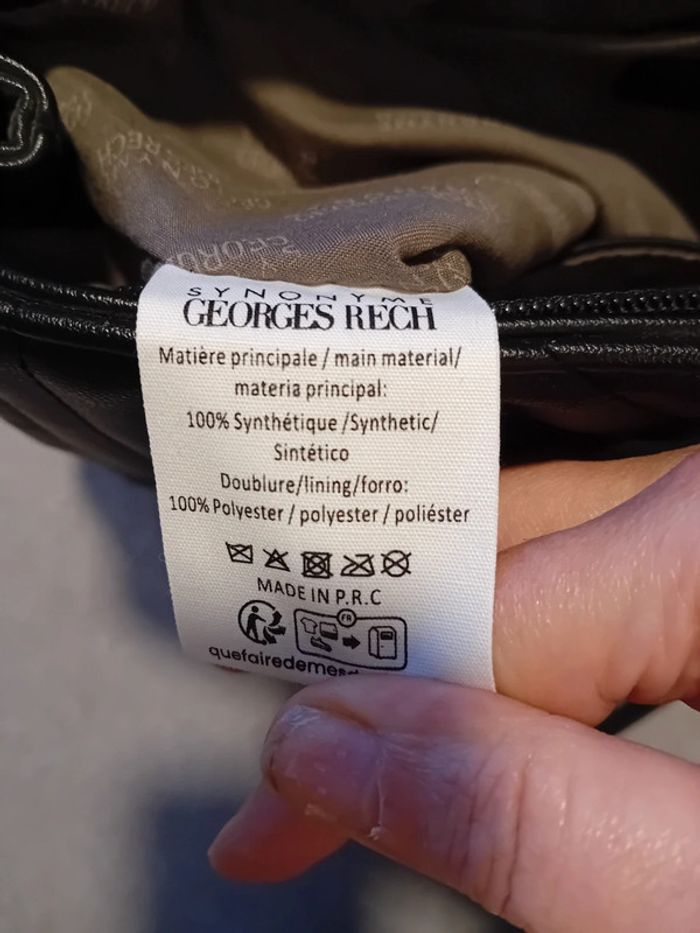 SYNONYME
GEORGES RECH
Matière principale / main material/
materia principal:
100% Synthétique /Synthetic/
Sintético
Doublure/lining/forro:
100% Polyester / polyester / poliéster
MADE IN P.R.C
FR